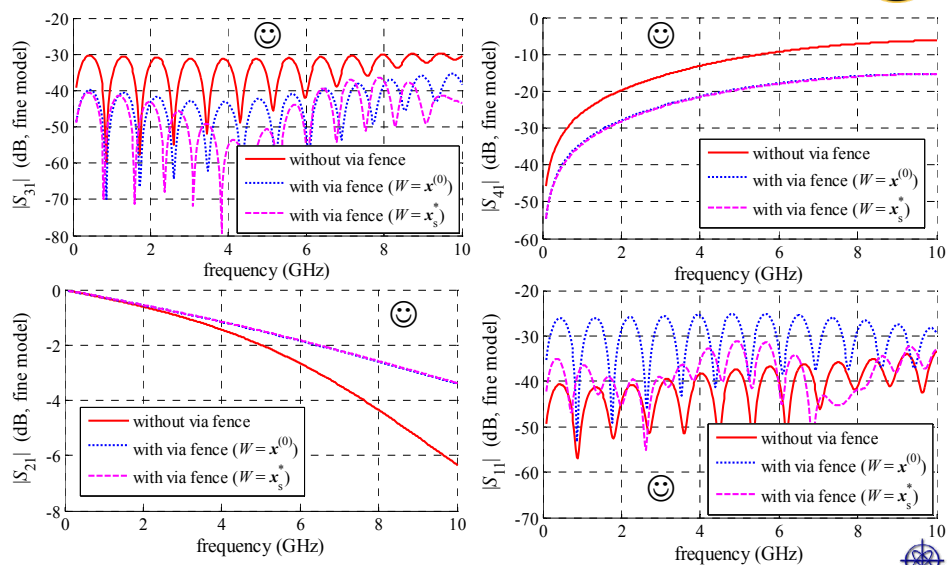 |S31| (dB, fine model)
-20
-30
-40
-50
-60
-70
-80
0 2 4 6 8 10
frequency (GHz)
without via fence
with via fence (W = x(0))
with via fence (W = xs*)
|S41| (dB, fine model)
0
-10
-20
-30
-40
-50
-60
0 2 4 6 8 10
frequency (GHz)
without via fence
with via fence (W = x(0))
with via fence (W = xs*)
|S21| (dB, fine model)
0
-2
-4
-6
-8
0 2 4 6 8 10
frequency (GHz)
without via fence
with via fence (W = x(0))
with via fence (W = xs*)
|S11| (dB, fine model)
-20
-30
-40
-50
-60
-70
0 2 4 6 8 10
frequency (GHz)
without via fence
with via fence (W = x(0))
with via fence (W = xs*)